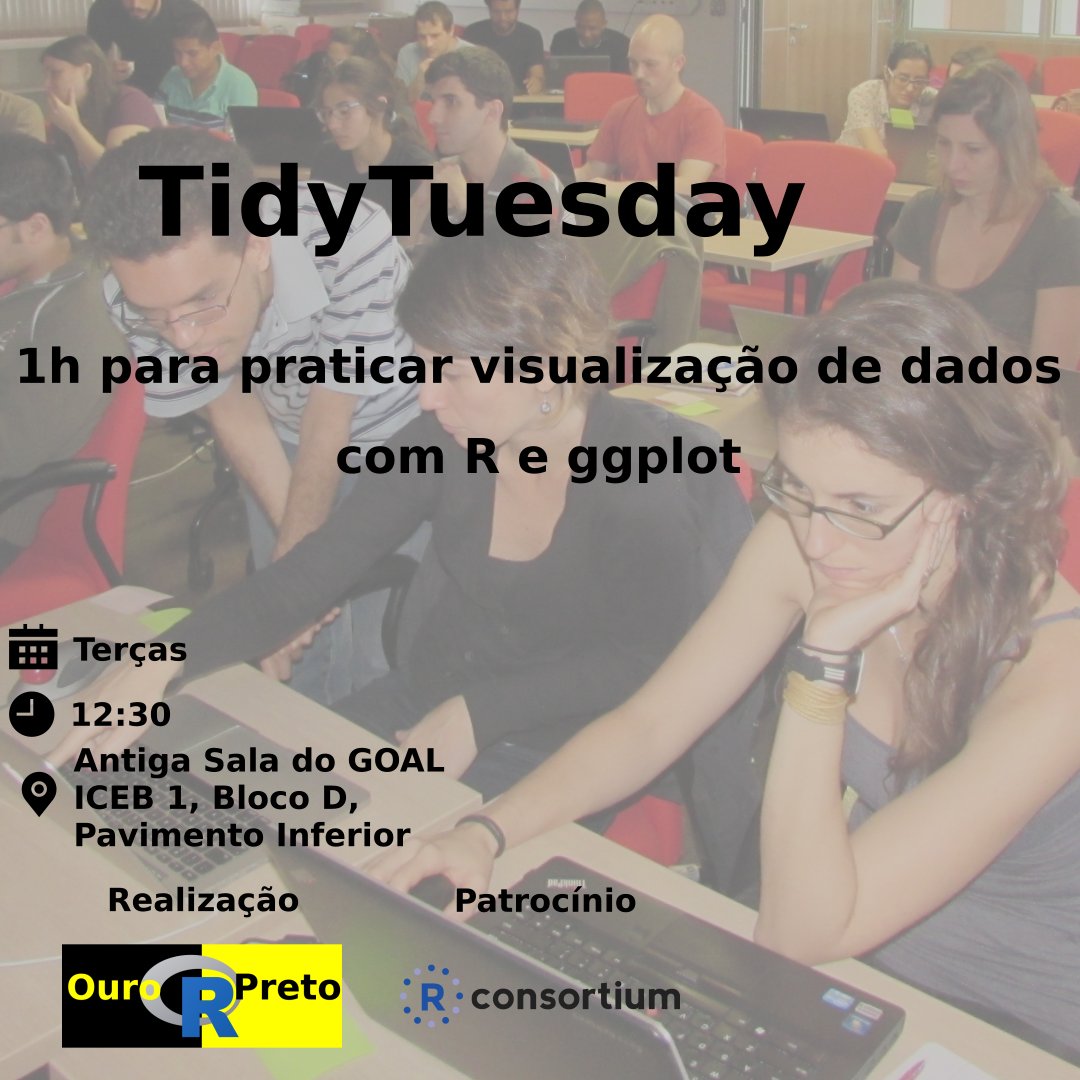 TidyTuesday
1h para praticar visualização de dados
com R e ggplot
Terças
12:30
Antiga Sala do GOAL
ICEB 1, Bloco D,
Pavimento Inferior
Realização
Patrocínio
Ouro R Preto
R consortium
ThinkPad